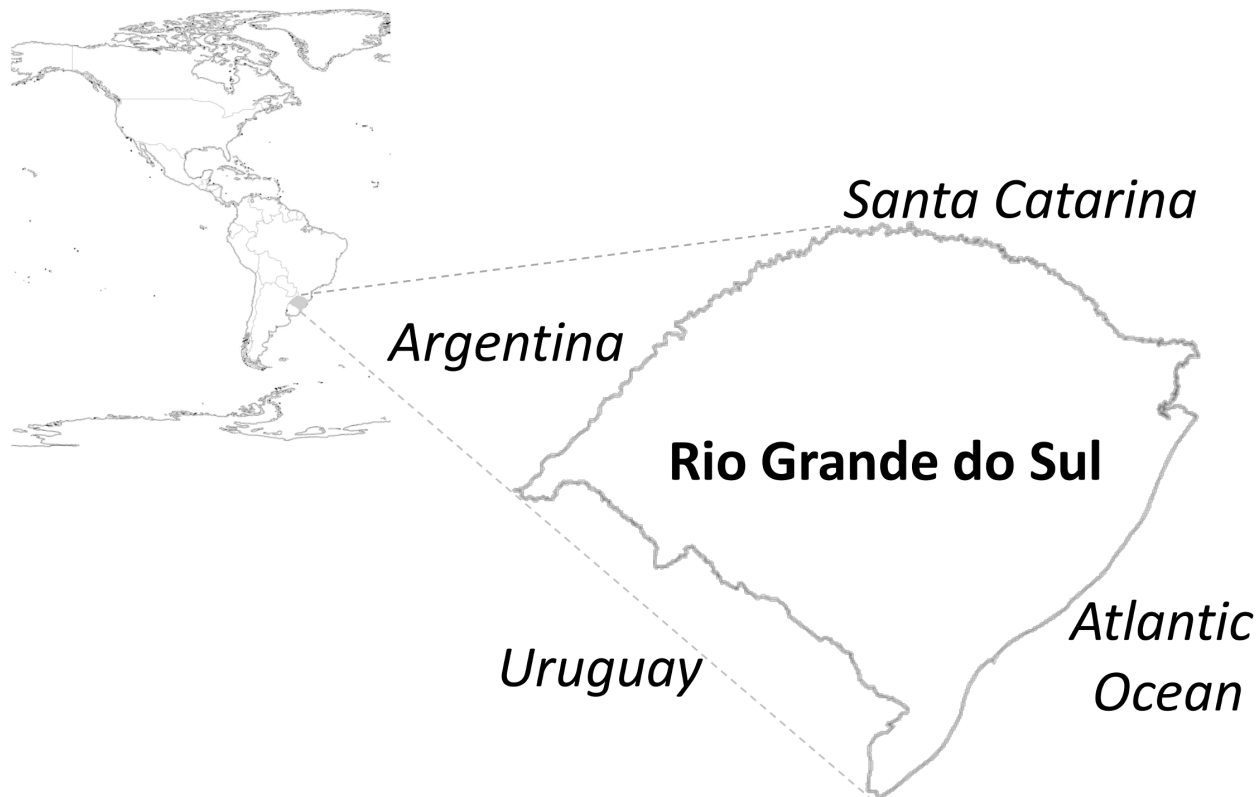 Santa Catarina
Argentina
Rio Grande do Sul
Atlantic
Ocean
Uruguay